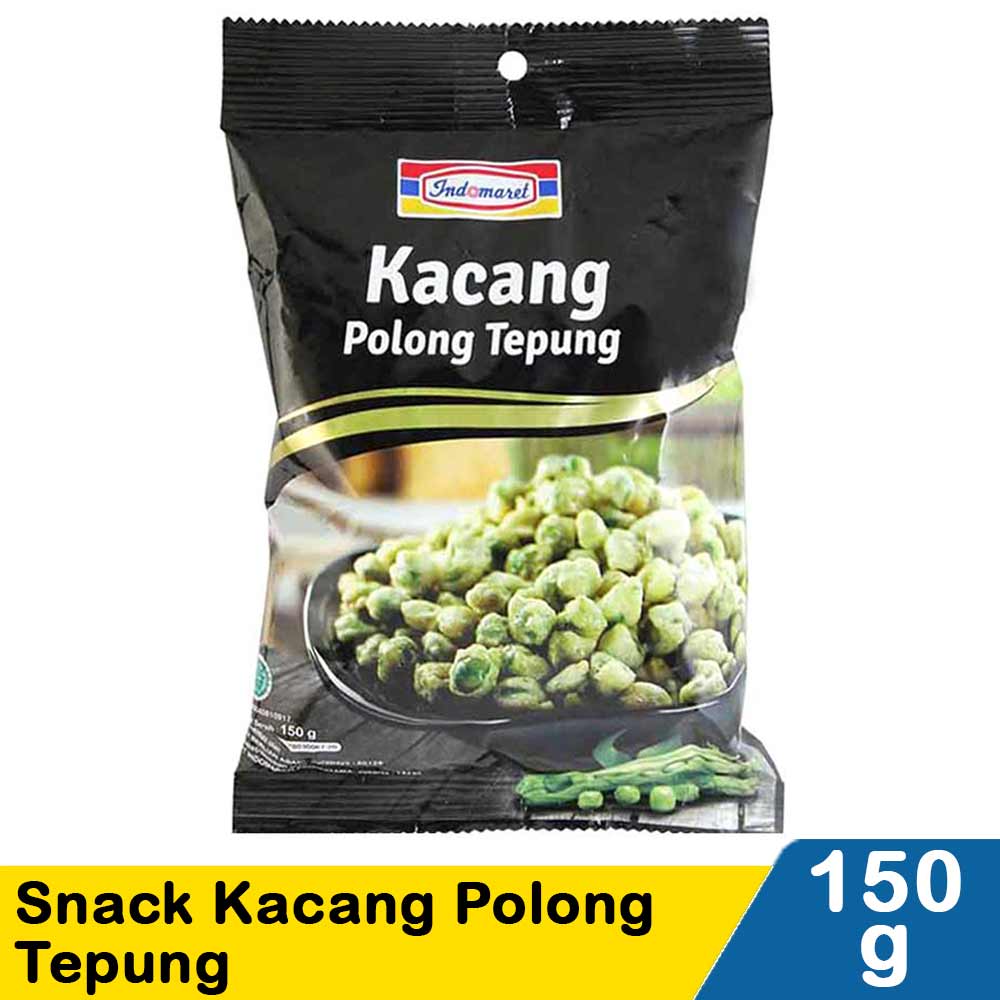 Indomaret
Kacang
Polong Tepung
150 g
Snack Kacang Polong
Tepung
150
g